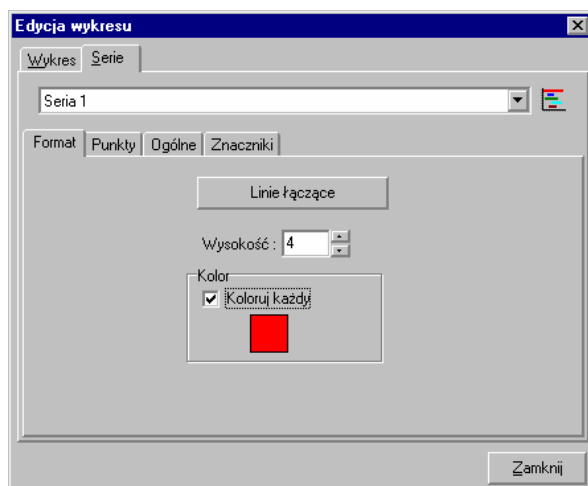 Edycja wykresu
Wykres Serie
Seria 1
Format Punkty Ogólne Znaczniki
Linie łączące
Wysokość : 4
Kolor
Koloruj każdy
Zamknij